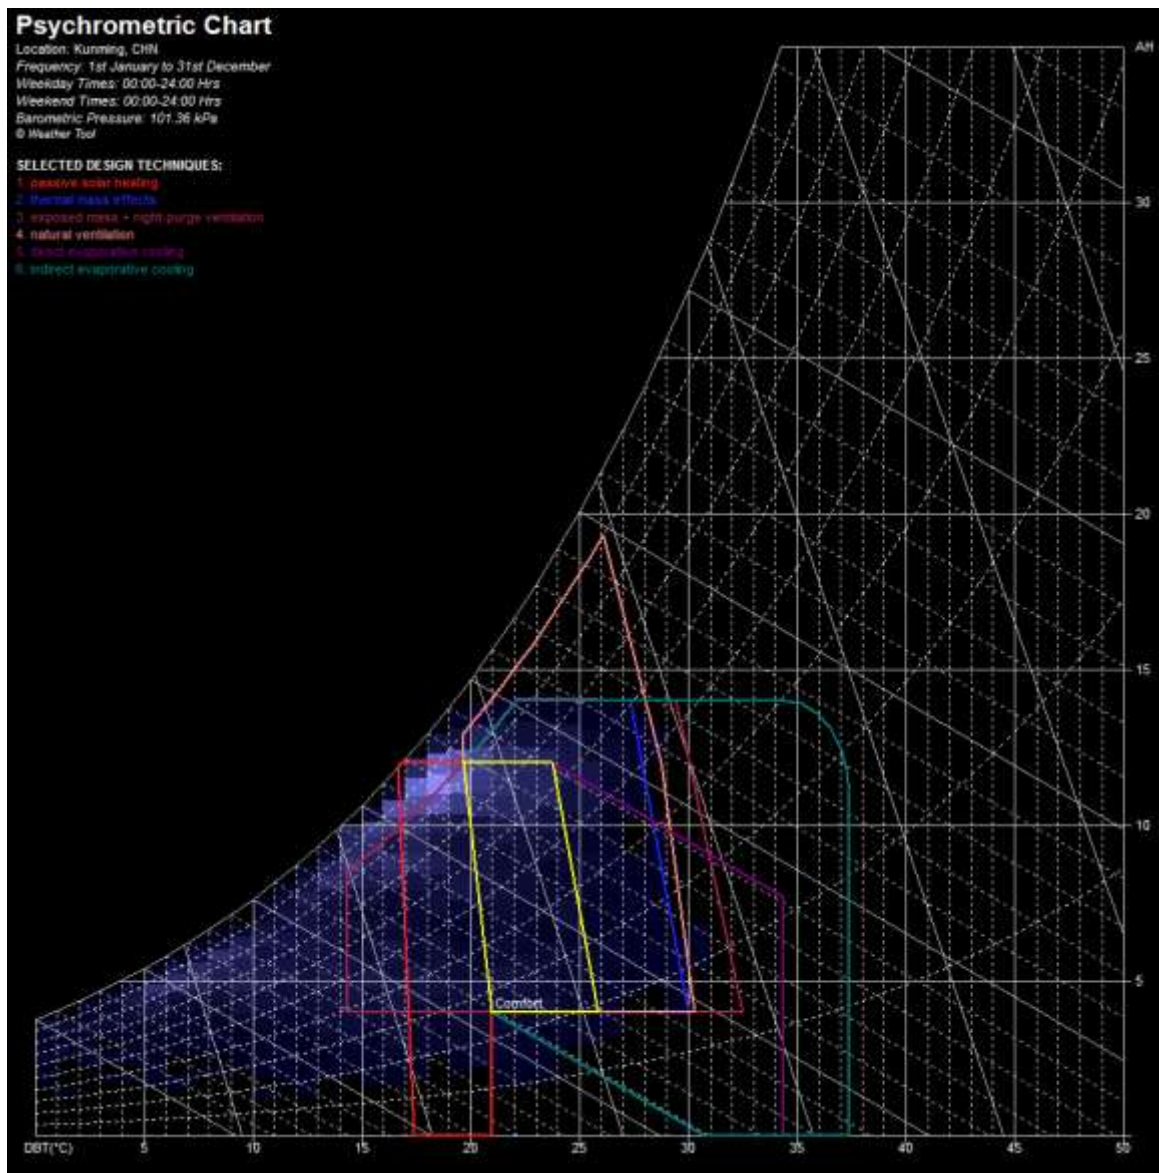 Psychrometric Chart
Location: Kunming, CHN
Frequency: 1st January to 31st December
Weekday Times: 00:00-24:00 Hrs
Weekend Times: 00:00-24:00 Hrs
Barometric Pressure: 101.36 kPa
© Weather Tool
SELECTED DESIGN TECHNIQUES:
1. passive solar heating
2. thermal mass effects
3. exposed mass + night-purge ventilation
4. natural ventilation
5. direct evaporative cooling
6. indirect evaporative cooling
AH
30
25
20
15
10
5
Comfort
DBT(°C) 5 10 15 20 25 30 35 40 45 50